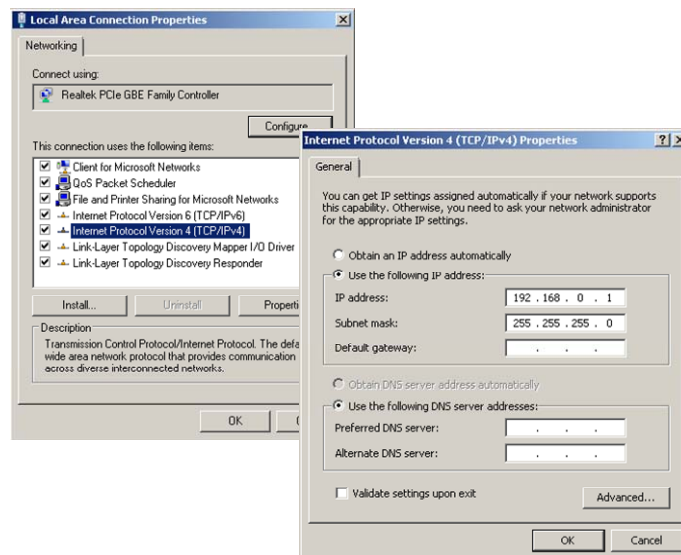 Local Area Connection Properties
Networking
Connect using:
Realtek PCIe GBE Family Controller
Configure...
This connection uses the following items:
Client for Microsoft Networks
QoS Packet Scheduler
File and Printer Sharing for Microsoft Networks
Internet Protocol Version 6 (TCP/IPv6)
Internet Protocol Version 4 (TCP/IPv4)
Link-Layer Topology Discovery Mapper I/O Driver
Link-Layer Topology Discovery Responder
Install...
Uninstall
Properti
Description
Transmission Control Protocol/Internet Protocol. The defa
wide area network protocol that provides communication
across diverse interconnected networks.
OK
Internet Protocol Version 4 (TCP/IPv4) Properties
General
You can get IP settings assigned automatically if your network supports
this capability. Otherwise, you need to ask your network administrator
for the appropriate IP settings.
Obtain an IP address automatically
Use the following IP address:
IP address: 192 . 168 . 0 . 1
Subnet mask: 255 . 255 . 255 . 0
Default gateway: . . .
Obtain DNS server address automatically
Use the following DNS server addresses:
Preferred DNS server: . . .
Alternate DNS server: . . .
Validate settings upon exit
Advanced...
OK
Cancel